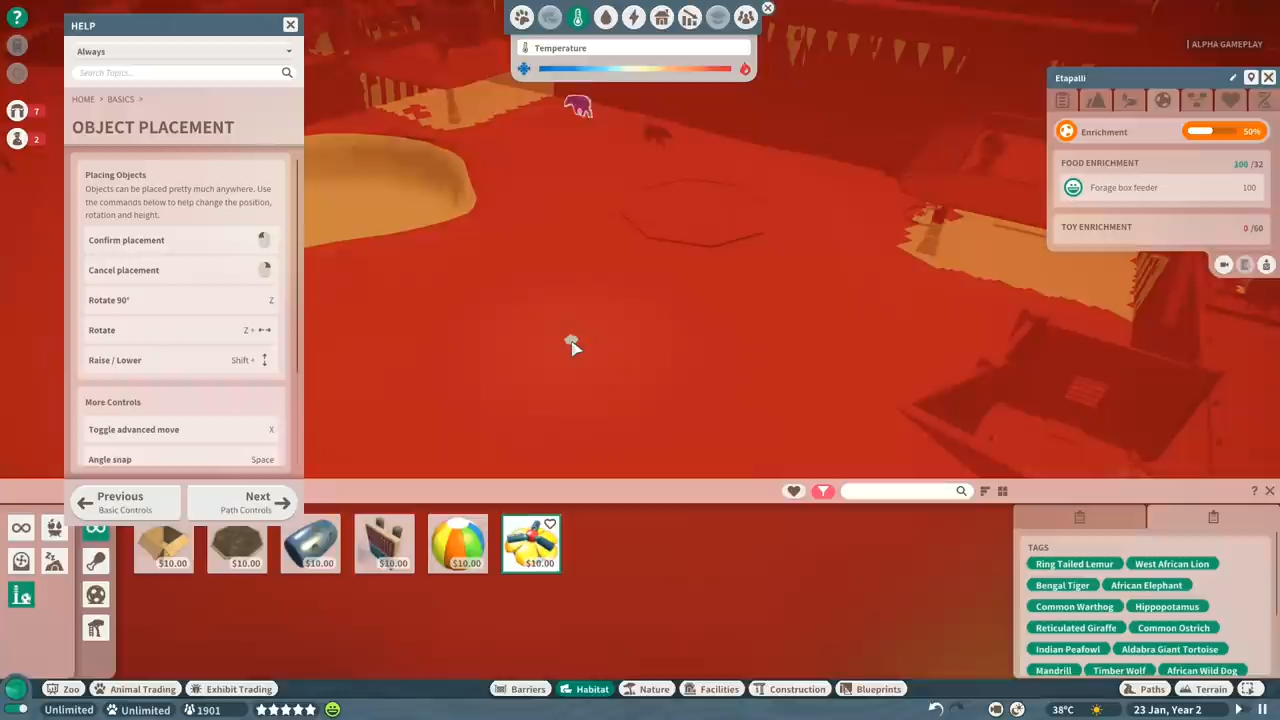 HELP
Always
Search Topics...
HOME > BASICS >
OBJECT PLACEMENT
Placing Objects
Objects can be placed pretty much anywhere. Use
the commands below to help change the position,
rotation and height.
Confirm placement
Cancel placement
Rotate 90° Z
Rotate Z +
Raise / Lower Shift +
More Controls
Toggle advanced move X
Angle snap Space
Previous
Basic Controls
Next
Path Controls
7
2
Temperature
ALPHA GAMEPLAY
Etapalli
Enrichment 50%
FOOD ENRICHMENT 100 /32
Forage box feeder 100
TOY ENRICHMENT 0 /60
$10.00 $10.00 $10.00 $10.00 $10.00 $10.00
TAGS
Ring Tailed Lemur West African Lion
Bengal Tiger African Elephant
Common Warthog Hippopotamus
Reticulated Giraffe Common Ostrich
Indian Peafowl Aldabra Giant Tortoise
Mandrill Timber Wolf African Wild Dog
Zoo Animal Trading Exhibit Trading Barriers Habitat Nature Facilities Construction Blueprints Paths Terrain
Unlimited Unlimited 1901 38°C 23 Jan, Year 2